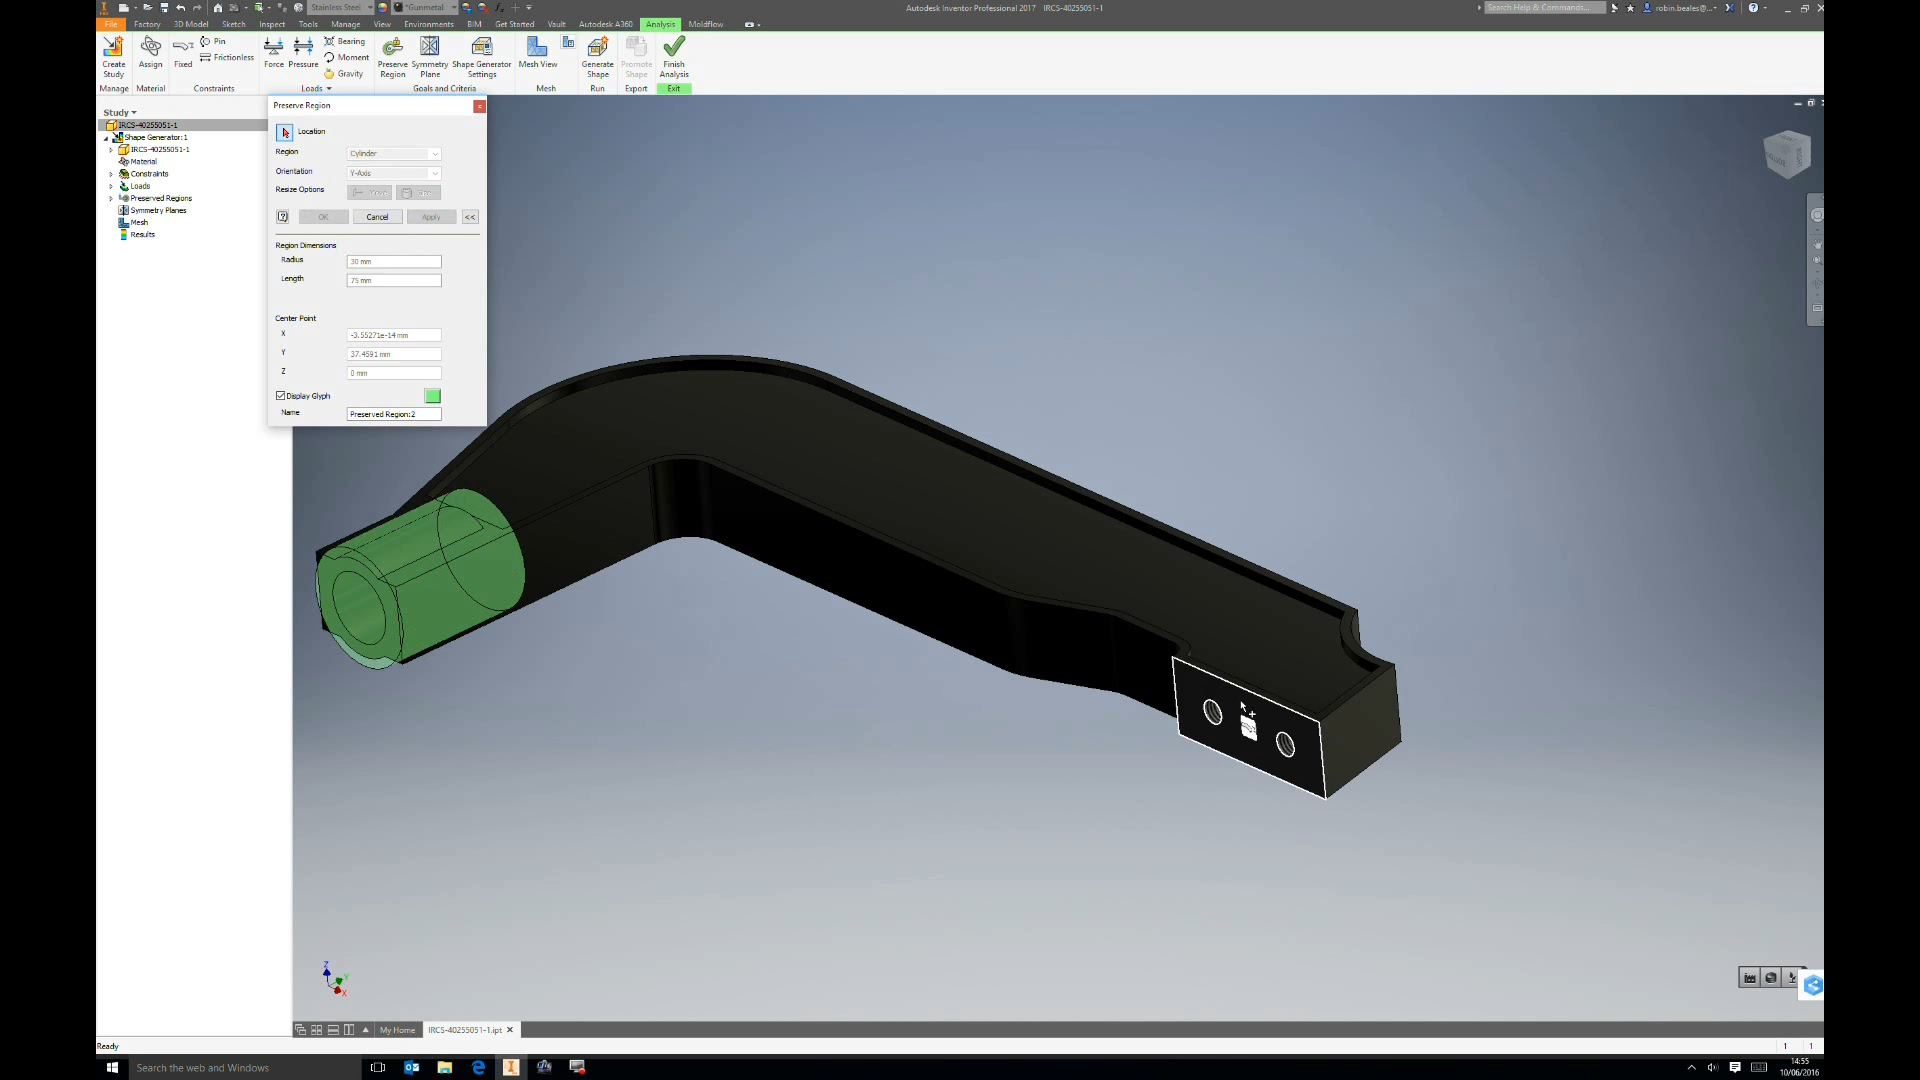 Stainless Steel
*Gunmetal
Autodesk Inventor Professional 2017 IRCS-40255051-1
Search Help & Commands...
robin.beales@...
File Factory 3D Model Sketch Inspect Tools Manage View Environments BIM Get Started Vault Autodesk A360 Analysis Moldflow
Create Study
Assign
Fixed
Pin
Frictionless
Force
Pressure
Bearing
Moment
Gravity
Preserve Region
Symmetry Plane
Shape Generator Settings
Mesh View
Generate Shape
Promote Shape
Finish Analysis
Manage Material Constraints Loads Goals and Criteria Mesh Run Export Exit
Study
IRCS-40255051-1
Shape Generator:1
IRCS-40255051-1
Material
Constraints
Loads
Preserved Regions
Symmetry Planes
Mesh
Results
Preserve Region
Location
Region Cylinder
Orientation Y-Axis
Resize Options Move Size
OK Cancel Apply <<
Region Dimensions
Radius 30 mm
Length 75 mm
Center Point
X -3.55271e-14 mm
Y 37.4591 mm
Z 0 mm
Display Glyph
Name Preserved Region:2
Z
Y
X
My Home IRCS-40255051-1.ipt
Ready
1 1
Search the web and Windows
14:55
10/06/2016